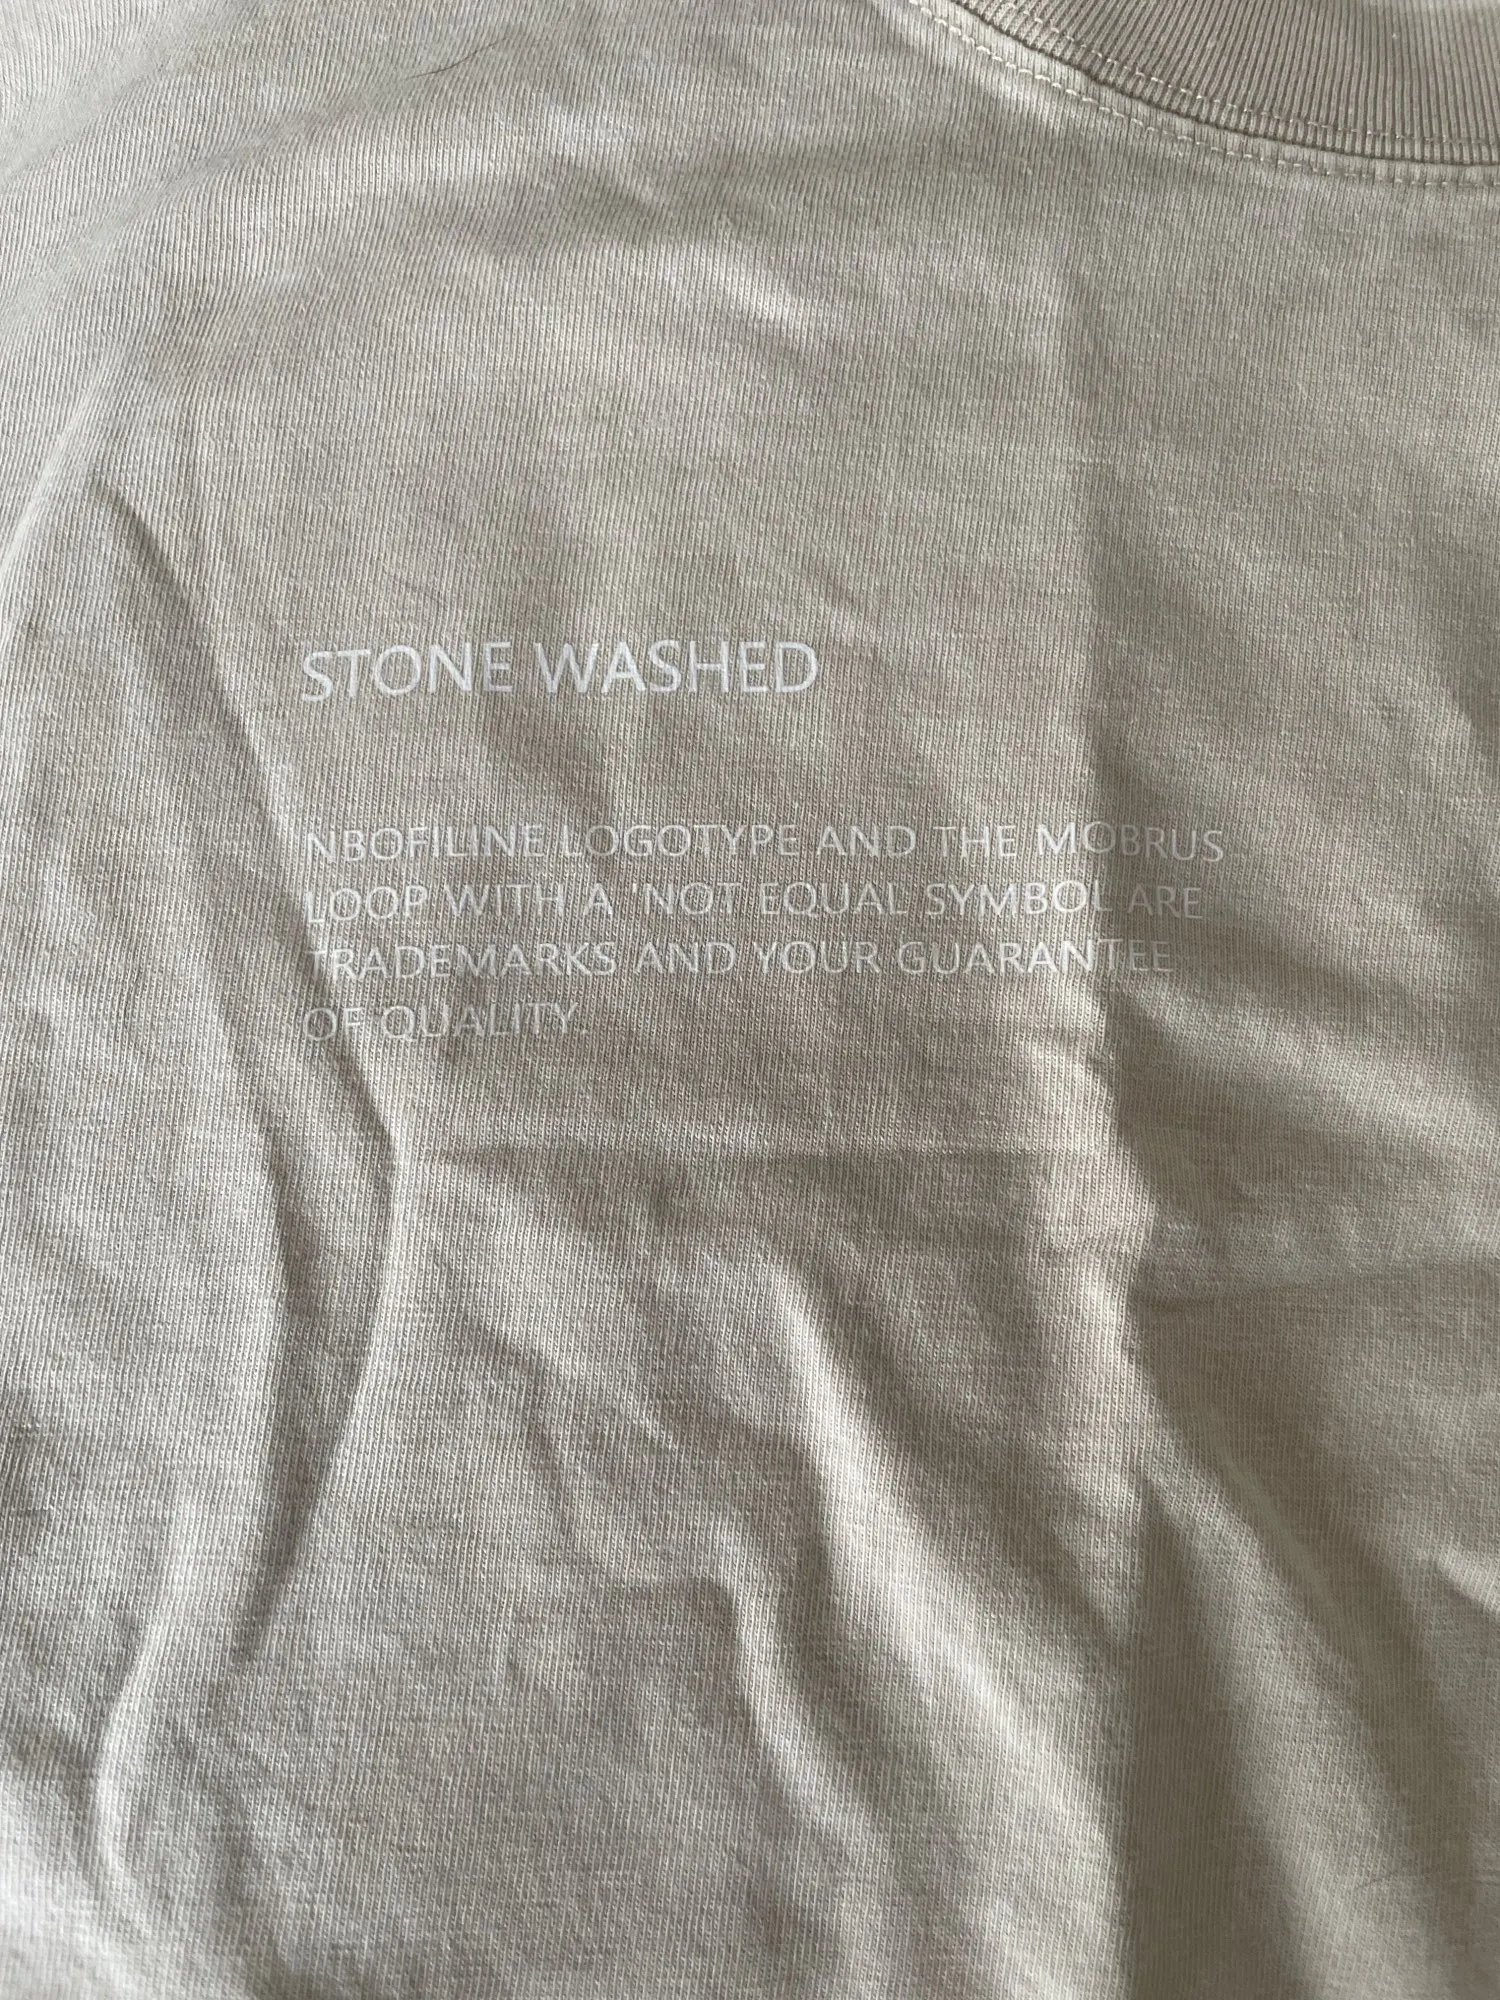 STONE WASHED
NBOFILINE LOGOTYPE AND THE MOBRUS
LOOP WITH A 'NOT EQUAL SYMBOL ARE
TRADEMARKS AND YOUR GUARANTEE
OF QUALITY.